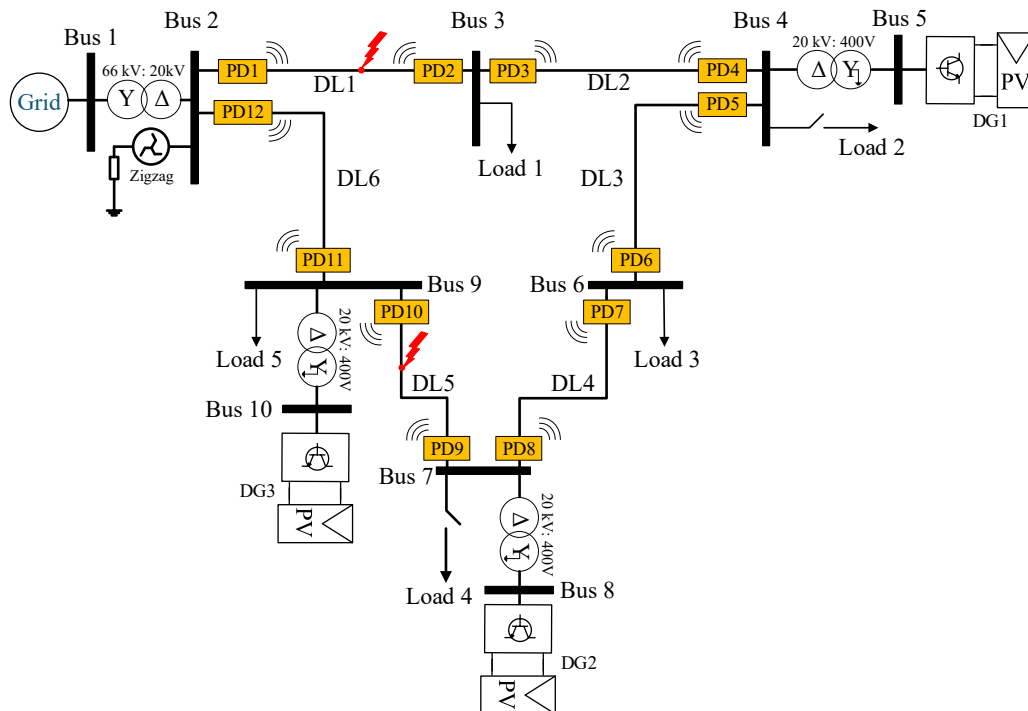 Bus 1
Bus 2
Bus 3
Bus 4
Bus 5
66 kV: 20kV
20 kV: 400V
Grid
Y
Δ
PD1
DL1
PD2
PD3
DL2
PD4
Δ
Y
PV
DG1
PD12
PD5
Zigzag
Load 1
Load 2
DL6
DL3
PD11
PD6
Bus 9
Bus 6
PD10
PD7
Load 5
Δ
Y
20 kV: 400V
Load 3
DL5
DL4
Bus 10
PD9
PD8
Bus 7
DG3
PV
Δ
Y
20 kV: 400V
Load 4
Bus 8
DG2
PV